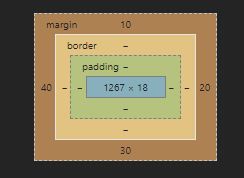 margin 10
border –
padding –
40 – – 1267 × 18 – – 20
–
–
30